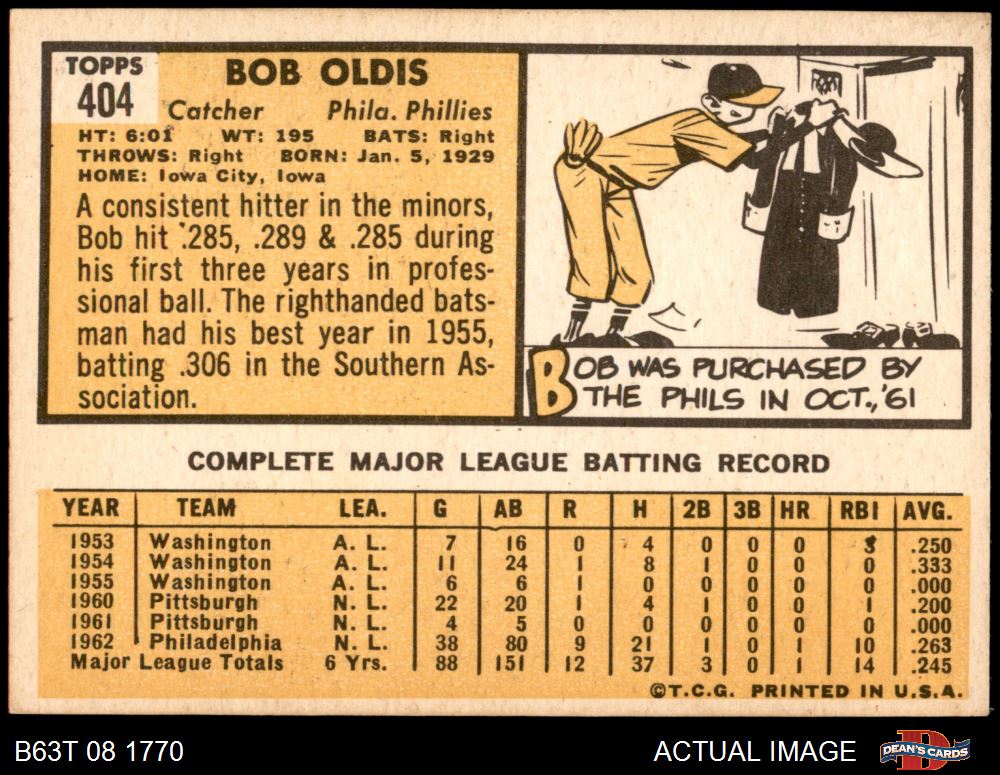 TOPPS
404
BOB OLDIS
Catcher Phila. Phillies
HT: 6:01 WT: 195 BATS: Right
THROWS: Right BORN: Jan. 5, 1929
HOME: Iowa City, Iowa
A consistent hitter in the minors,
Bob hit .285, .289 & .285 during
his first three years in profes-
sional ball. The righthanded bats-
man had his best year in 1955,
batting .306 in the Southern As-
sociation.
BOB WAS PURCHASED BY
THE PHILS IN OCT., '61
COMPLETE MAJOR LEAGUE BATTING RECORD
YEAR TEAM LEA. G AB R H 2B 3B HR RBI AVG.
1953 Washington A. L. 7 16 0 4 0 0 0 3 .250
1954 Washington A. L. 11 24 1 8 1 0 0 0 .333
1955 Washington A. L. 6 6 1 0 0 0 0 0 .000
1960 Pittsburgh N. L. 22 20 1 4 1 0 0 1 .200
1961 Pittsburgh N. L. 4 5 0 0 0 0 0 0 .000
1962 Philadelphia N. L. 38 80 9 21 1 0 1 10 .263
Major League Totals 6 Yrs. 88 151 12 37 3 0 1 14 .245
©T.C.G. PRINTED IN U.S.A.
B63T 08 1770
ACTUAL IMAGE
DEAN'S CARDS